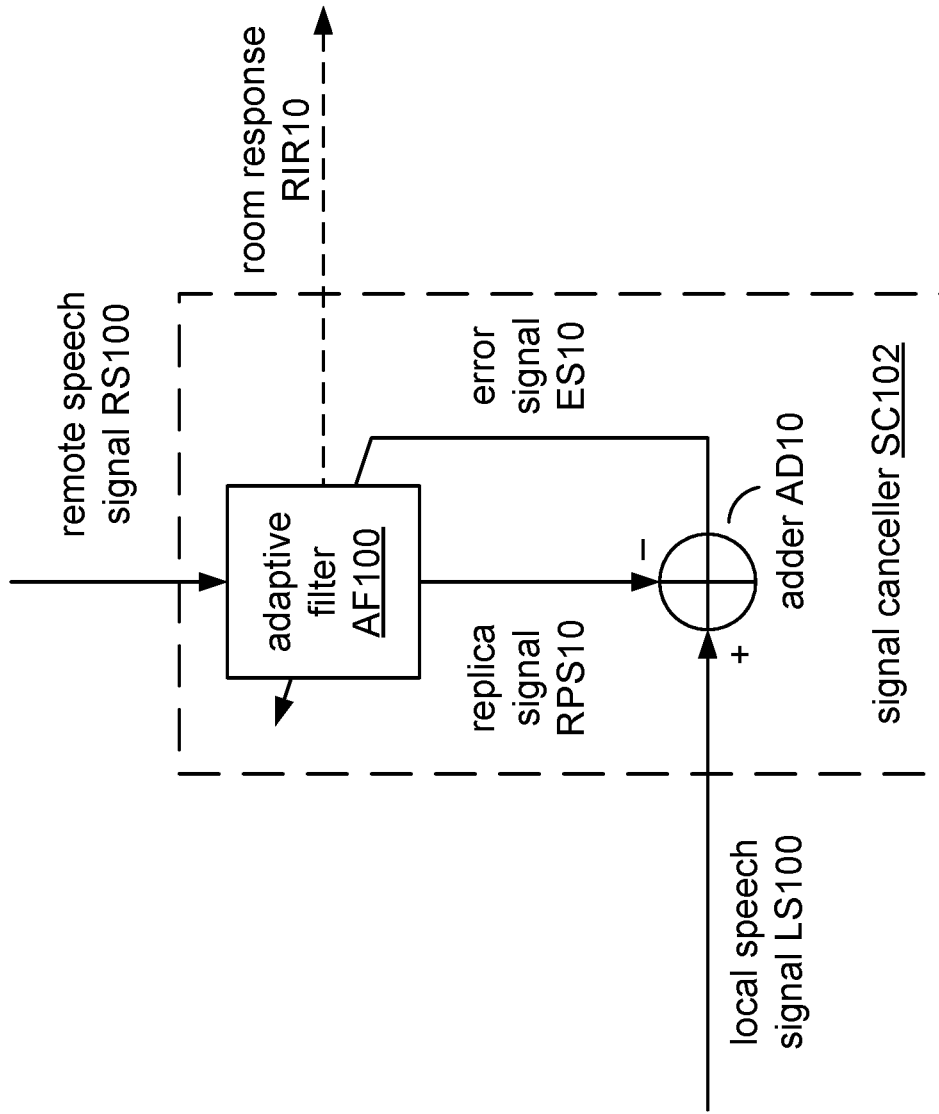 remote speech
signal RS100
room response
RIR10
adaptive
filter
AF100
error
signal
ES10
replica
signal
RPS10
−
+
adder AD10
local speech
signal LS100
signal canceller SC102